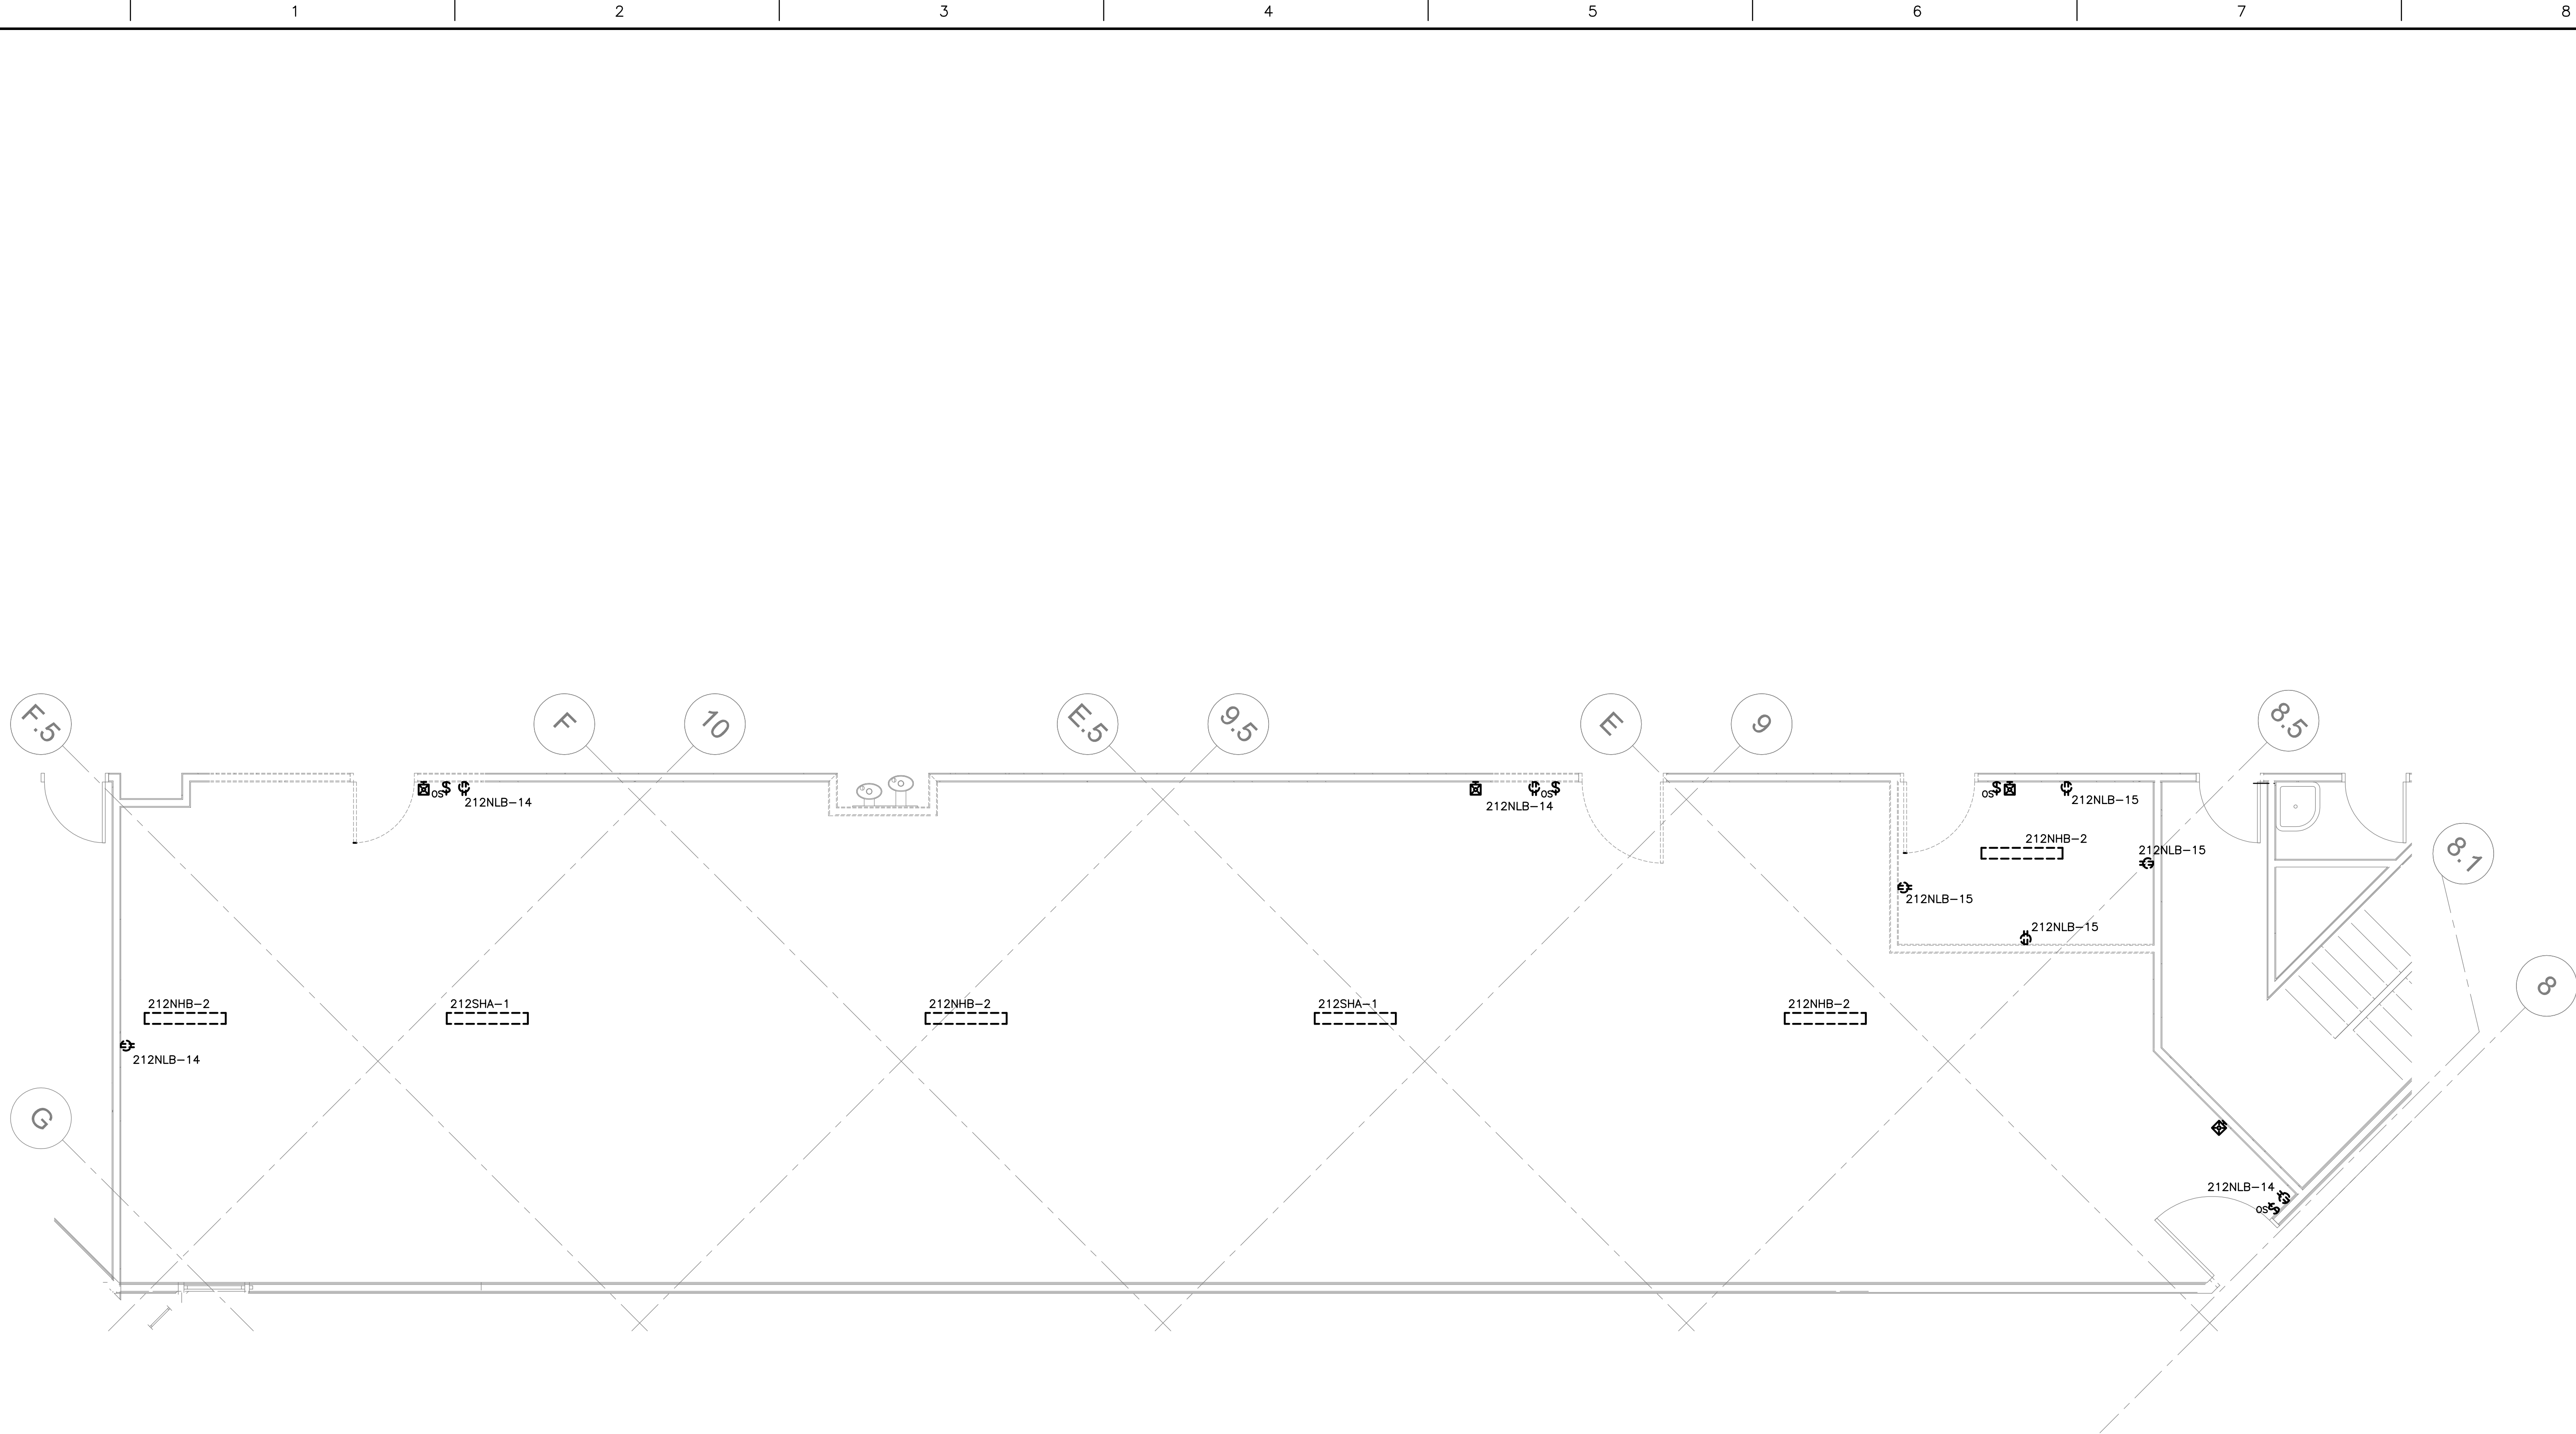 1 2 3 4 5 6 7 8
F.5 F 10 E.5 9.5 E 9 8.5
OS $ 212NLB-14
212NLB-14 OS $
OS $ 212NLB-15
212NHB-2
212NLB-15
8.1
212NLB-15
212NLB-15
8
212NHB-2 212SHA-1 212NHB-2 212SHA-1 212NHB-2
212NLB-14
G
212NLB-14
OS $